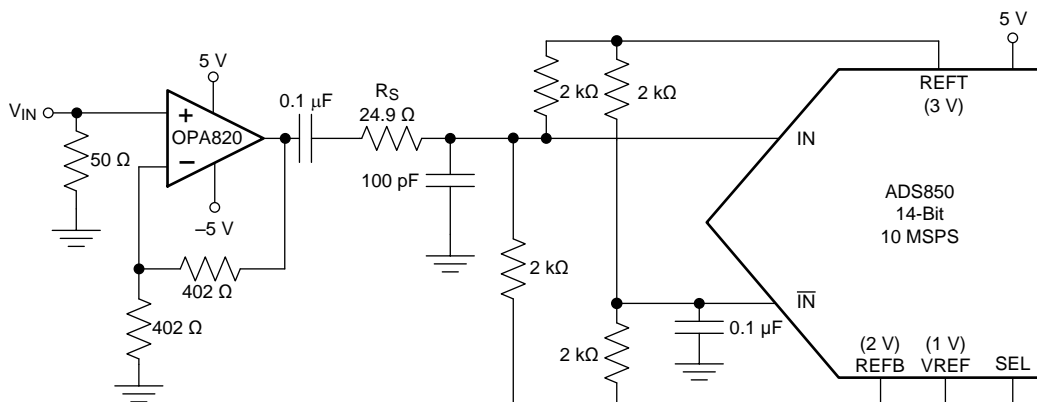 5 V
5 V
REFT
(3 V)
2 kΩ
2 kΩ
RS
24.9 Ω
0.1 µF
VIN
+
OPA820
−
IN
50 Ω
100 pF
–5 V
ADS850
14-Bit
10 MSPS
402 Ω
2 kΩ
IN
402 Ω
2 kΩ
0.1 µF
(2 V)
REFB
(1 V)
VREF
SEL